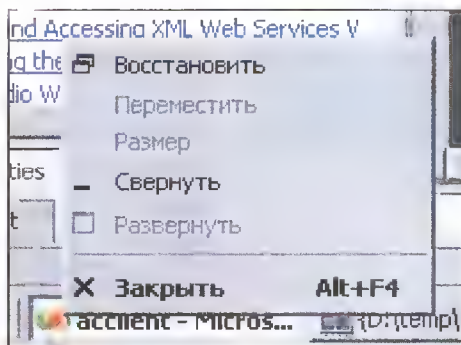 nd Accessing XML Web Services V
ng the
dio W
Восстановить
Переместить
Размер
ties
Свернуть
t
Развернуть
Закрыть Alt+F4
acclient - Micros...
(D:\temp\